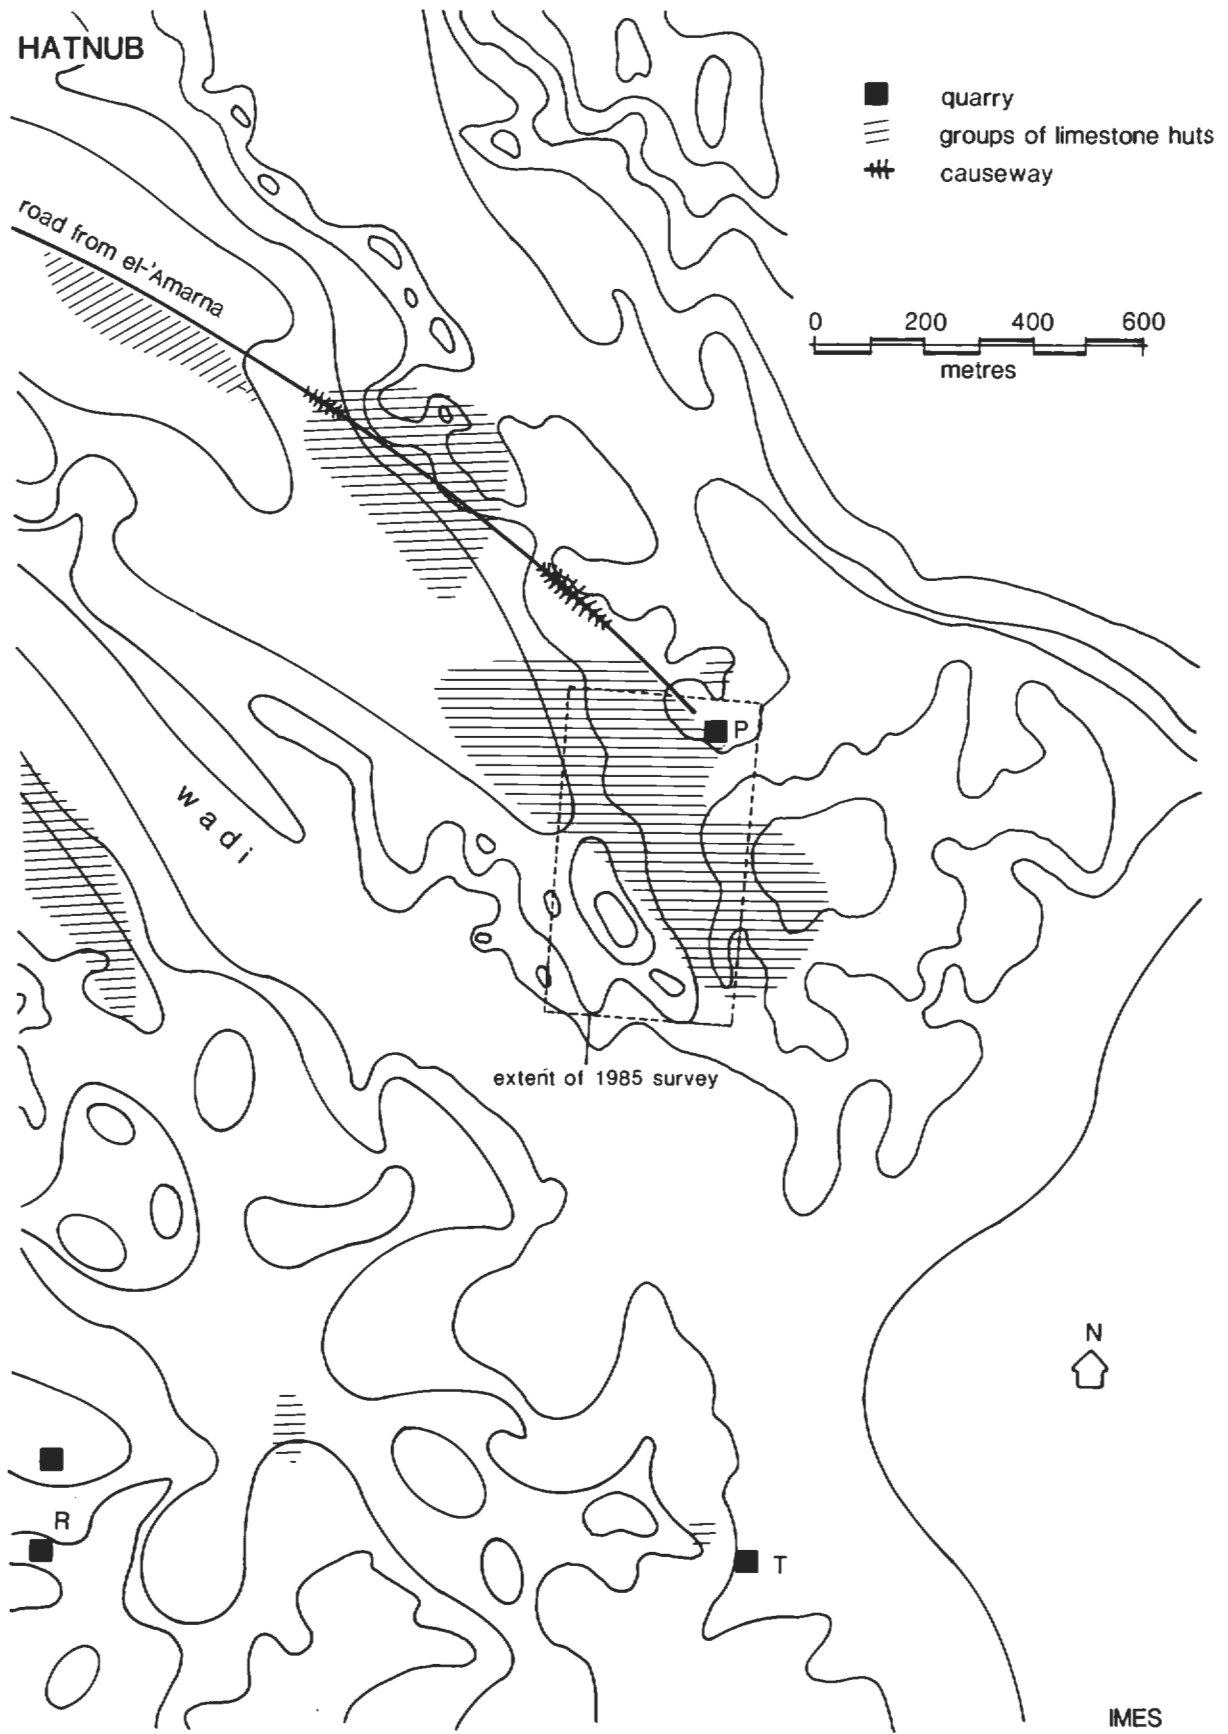 HATNUB
quarry
groups of limestone huts
causeway
road from el-'Amarna
0 200 400 600
metres
P
wadi
extent of 1985 survey
N
R
T
IMES